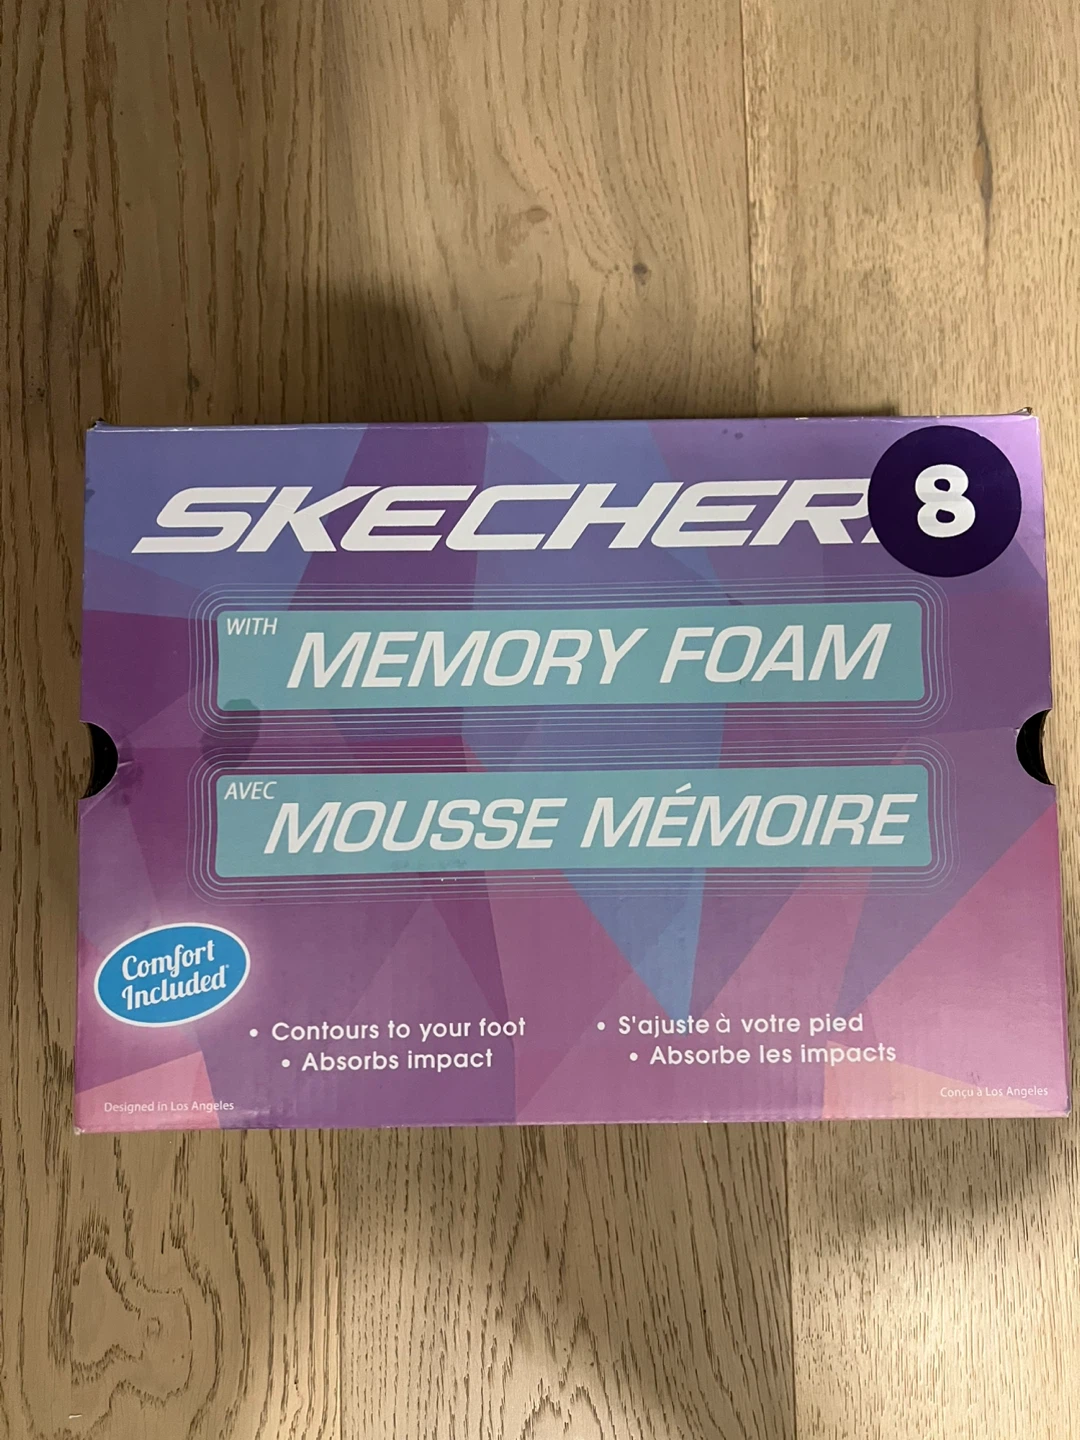 SKECHER
8
WITH MEMORY FOAM
AVEC MOUSSE MÉMOIRE
Comfort
Included
• Contours to your foot
• Absorbs impact
• S'ajuste à votre pied
• Absorbe les impacts
Designed in Los Angeles
Conçu à Los Angeles